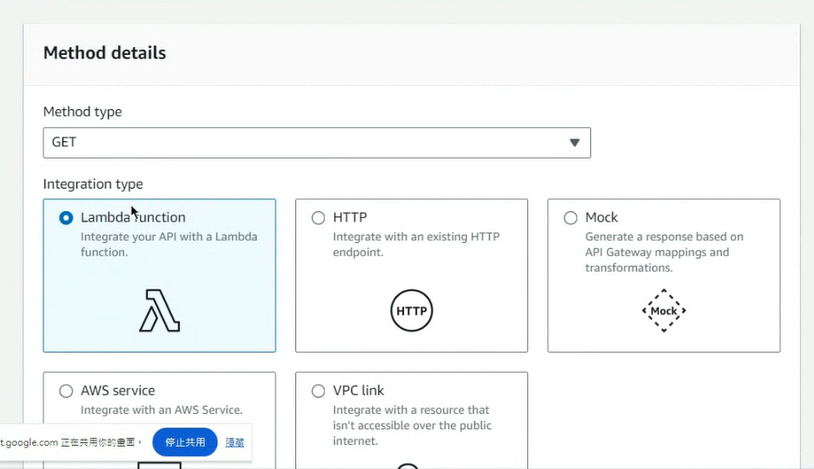 Method details
Method type
GET
Integration type
Lambda function
Integrate your API with a Lambda
function.
HTTP
Integrate with an existing HTTP
endpoint.
HTTP
Mock
Generate a response based on
API Gateway mappings and
transformations.
Mock
AWS service
Integrate with an AWS Service.
VPC link
Integrate with a resource that
isn't accessible over the public
internet.
t.google.com 正在共用你的畫面。
停止共用
隱藏